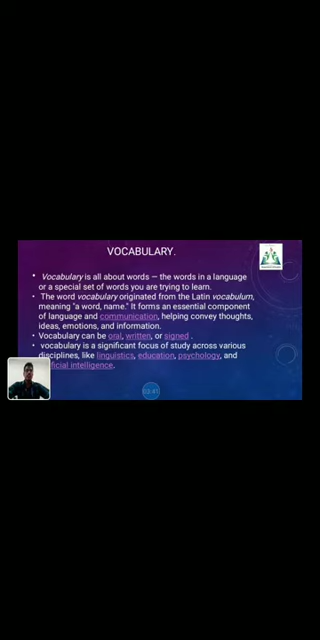 VOCABULARY.
• Vocabulary is all about words — the words in a language
or a special set of words you are trying to learn.
• The word vocabulary originated from the Latin vocabulum,
meaning "a word, name." It forms an essential component
of language and communication, helping convey thoughts,
ideas, emotions, and information.
• Vocabulary can be oral, written, or signed .
• vocabulary is a significant focus of study across various
disciplines, like linguistics, education, psychology, and
ficial intelligence.